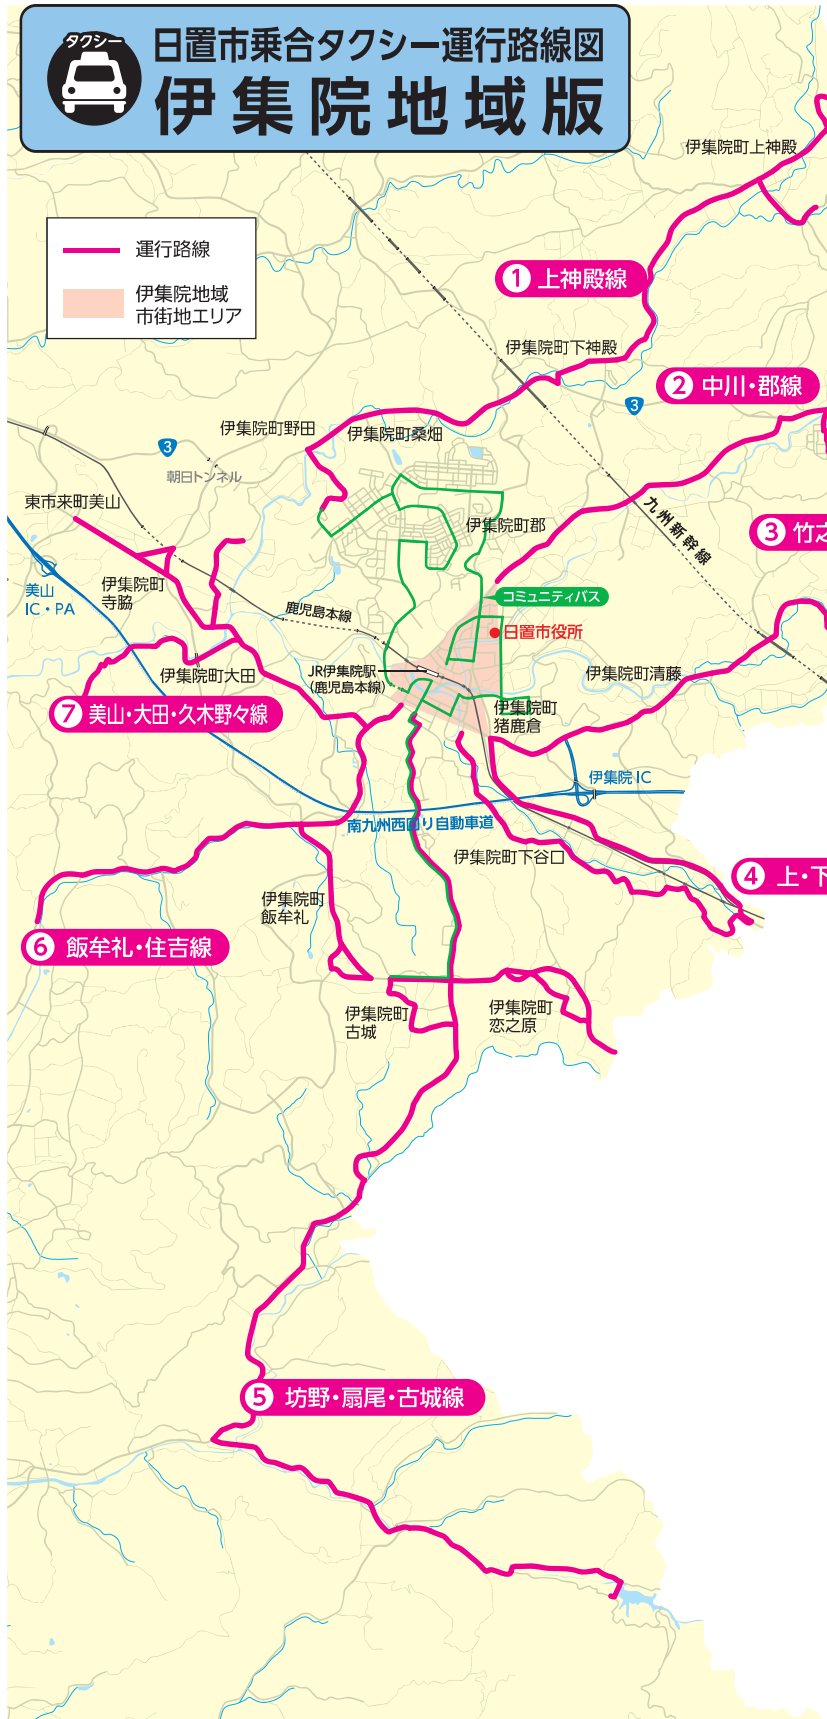 タクシー
日置市乗合タクシー運行路線図
伊集院地域版
伊集院町上神殿
運行路線
伊集院地域
市街地エリア
① 上神殿線
伊集院町下神殿
② 中川・郡線
3
3
伊集院町野田
伊集院町桑畑
朝日トンネル
東市来町美山
伊集院町郡
九州新幹線
③ 竹之
美山
IC・PA
伊集院町
寺脇
コミュニティバス
鹿児島本線
日置市役所
伊集院町大田
JR伊集院駅
(鹿児島本線)
伊集院町清藤
⑦ 美山・大田・久木野々線
伊集院町
猪鹿倉
伊集院IC
南九州西回り自動車道
伊集院町下谷口
④ 上・下
伊集院町
飯牟礼
⑥ 飯牟礼・住吉線
伊集院町
古城
伊集院町
恋之原
⑤ 坊野・扇尾・古城線